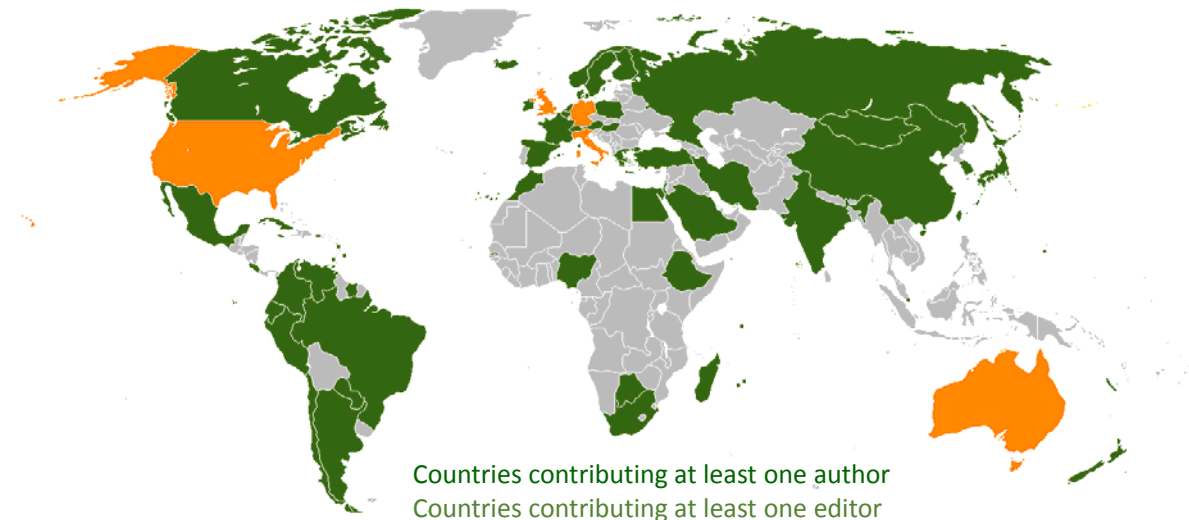 Countries contributing at least one author
Countries contributing at least one editor